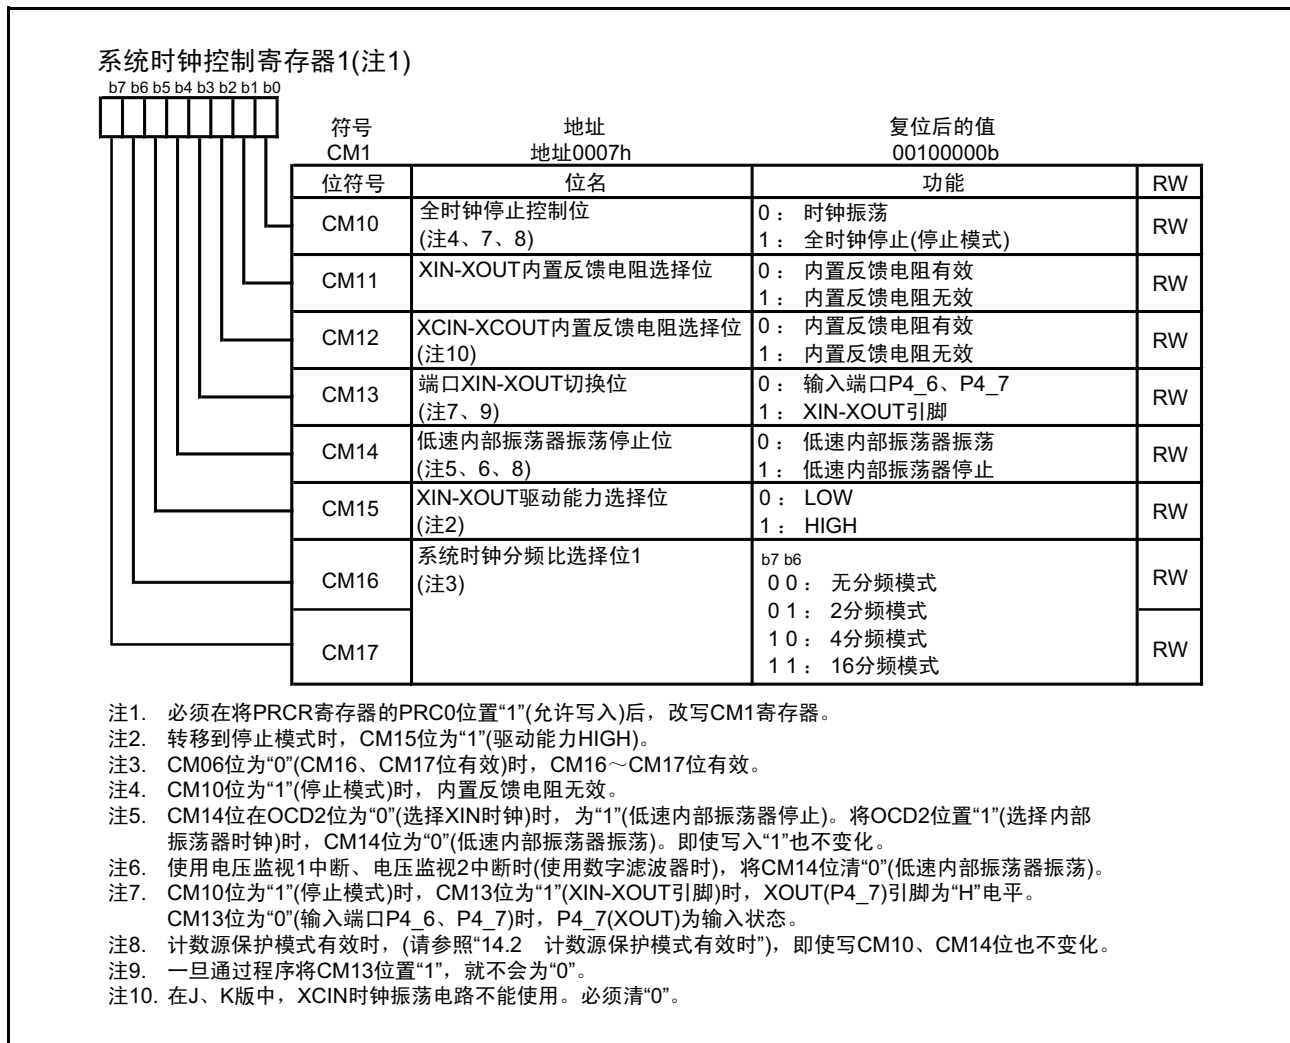 系统时钟控制寄存器1(注1)
b7 b6 b5 b4 b3 b2 b1 b0
符号 地址 复位后的值
CM1 地址0007h 00100000b
位符号 位名 功能 RW
CM10 全时钟停止控制位 0： 时钟振荡 RW
(注4、7、8) 1： 全时钟停止(停止模式)
CM11 XIN-XOUT内置反馈电阻选择位 0： 内置反馈电阻有效 RW
1： 内置反馈电阻无效
CM12 XCIN-XCOUT内置反馈电阻选择位 0： 内置反馈电阻有效 RW
(注10) 1： 内置反馈电阻无效
CM13 端口XIN-XOUT切换位 0： 输入端口P4_6、P4_7 RW
(注7、9) 1： XIN-XOUT引脚
CM14 低速内部振荡器振荡停止位 0： 低速内部振荡器振荡 RW
(注5、6、8) 1： 低速内部振荡器停止
CM15 XIN-XOUT驱动能力选择位 0： LOW RW
(注2) 1： HIGH
CM16 系统时钟分频比选择位1 b7 b6 RW
(注3) 0 0： 无分频模式
0 1： 2分频模式
CM17 1 0： 4分频模式 RW
1 1： 16分频模式
注1. 必须在将PRCR寄存器的PRC0位置“1”(允许写入)后，改写CM1寄存器。
注2. 转移到停止模式时，CM15位为“1”(驱动能力HIGH)。
注3. CM06位为“0”(CM16、CM17位有效)时，CM16～CM17位有效。
注4. CM10位为“1”(停止模式)时，内置反馈电阻无效。
注5. CM14位在OCD2位为“0”(选择XIN时钟)时，为“1”(低速内部振荡器停止)。将OCD2位置“1”(选择内部
振荡器时钟)时，CM14位为“0”(低速内部振荡器振荡)。即使写入“1”也不变化。
注6. 使用电压监视1中断、电压监视2中断时(使用数字滤波器时)，将CM14位清“0”(低速内部振荡器振荡)。
注7. CM10位为“1”(停止模式)时，CM13位为“1”(XIN-XOUT引脚)时，XOUT(P4_7)引脚为“H”电平。
CM13位为“0”(输入端口P4_6、P4_7)时，P4_7(XOUT)为输入状态。
注8. 计数源保护模式有效时，(请参照“14.2 计数源保护模式有效时”)，即使写CM10、CM14位也不变化。
注9. 一旦通过程序将CM13位置“1”，就不会为“0”。
注10. 在J、K版中，XCIN时钟振荡电路不能使用。必须清“0”。